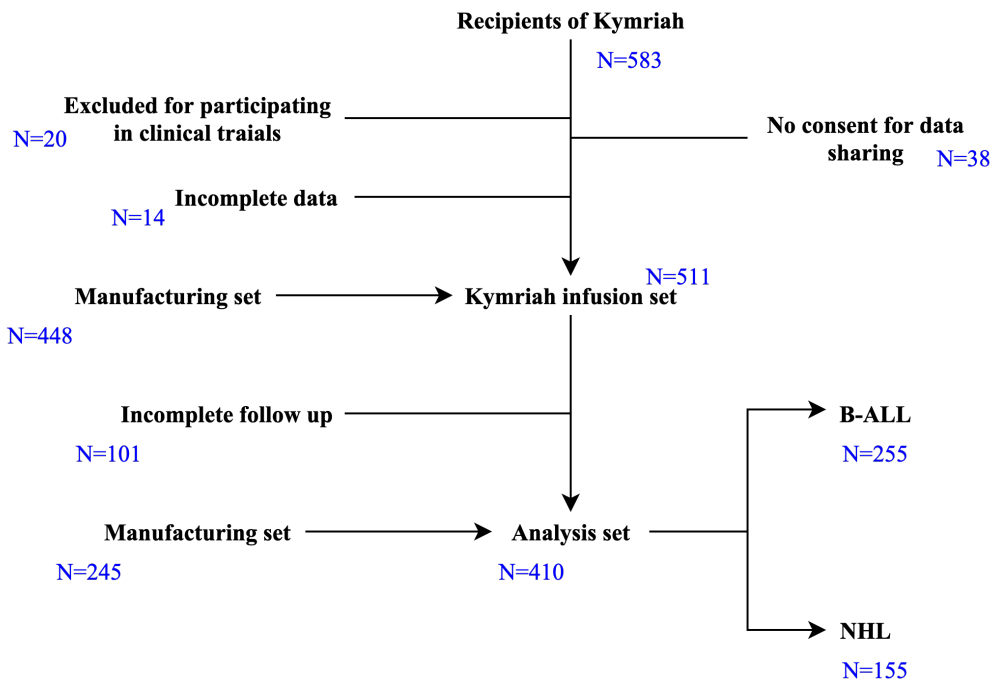 Recipients of Kymriah
N=583
Excluded for participating
in clinical traials
N=20
No consent for data
sharing
N=38
Incomplete data
N=14
N=511
Manufacturing set
Kymriah infusion set
N=448
Incomplete follow up
N=101
B-ALL
N=255
Manufacturing set
Analysis set
N=245
N=410
NHL
N=155